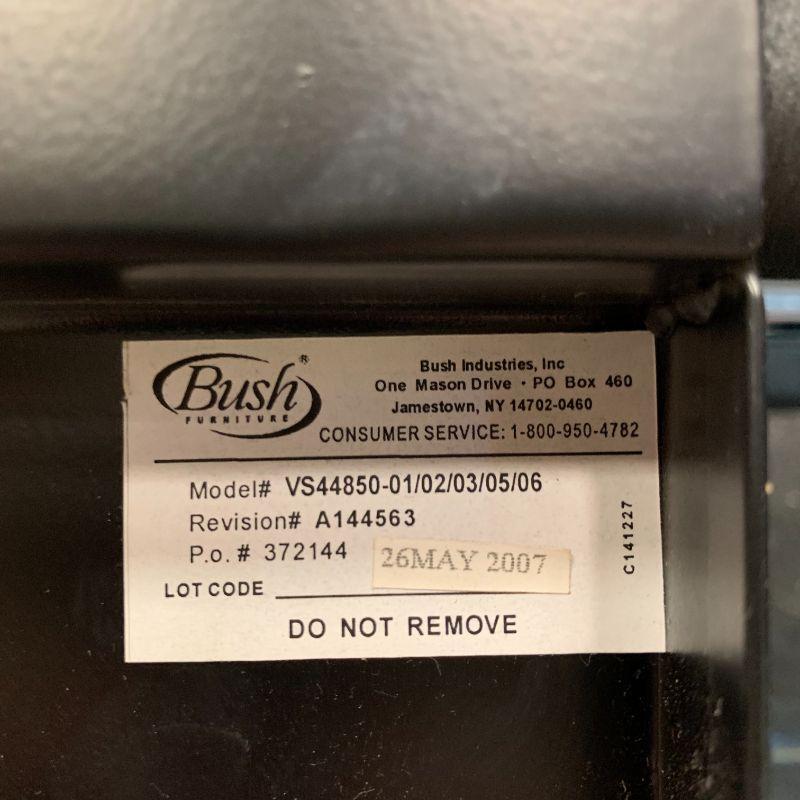 Bush®
FURNITURE
Bush Industries, Inc
One Mason Drive · PO Box 460
Jamestown, NY 14702-0460
CONSUMER SERVICE: 1-800-950-4782
Model# VS44850-01/02/03/05/06
Revision# A144563
P.o. # 372144
26MAY 2007
LOT CODE
DO NOT REMOVE
C141227